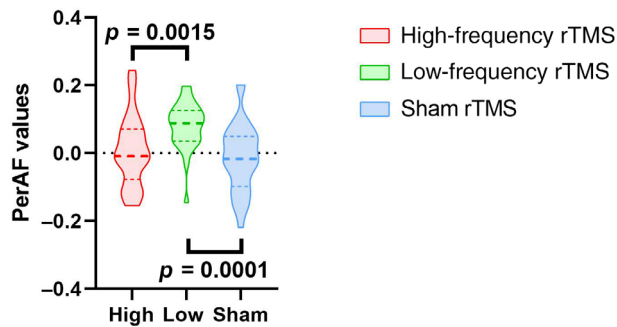 PerAF values
0.4
0.2
0.0
–0.2
–0.4
p = 0.0015
p = 0.0001
High Low Sham
High-frequency rTMS
Low-frequency rTMS
Sham rTMS